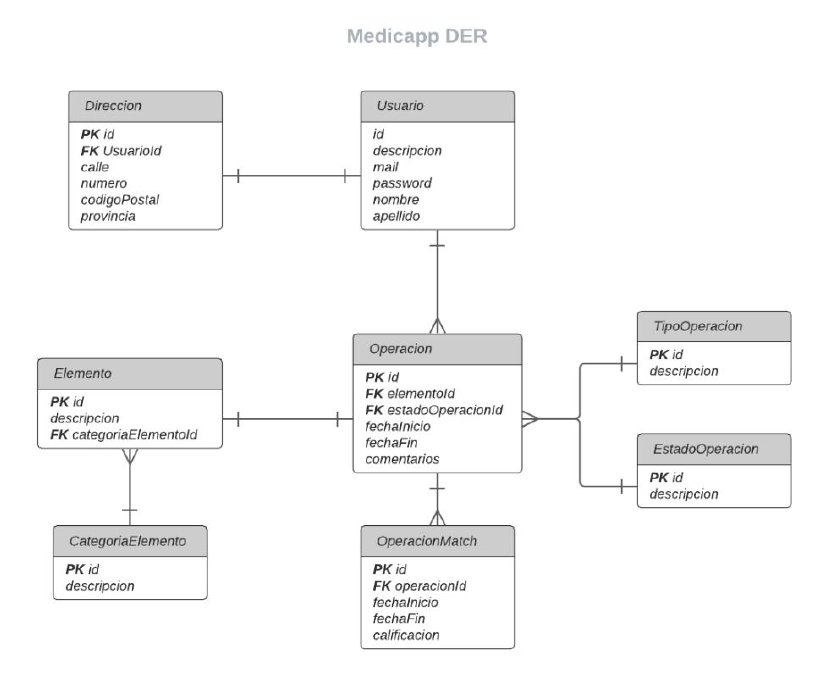 Medicapp DER
Direccion
PK id
FK UsuarioId
calle
numero
codigoPostal
provincia
Usuario
id
descripcion
mail
password
nombre
apellido
Operacion
PK id
FK elementoId
FK estadoOperacionId
fechaInicio
fechaFin
comentarios
TipoOperacion
PK id
descripcion
Elemento
PK id
descripcion
FK categoriaElementoId
EstadoOperacion
PK id
descripcion
CategoriaElemento
PK id
descripcion
OperacionMatch
PK id
FK operacionId
fechaInicio
fechaFin
calificacion